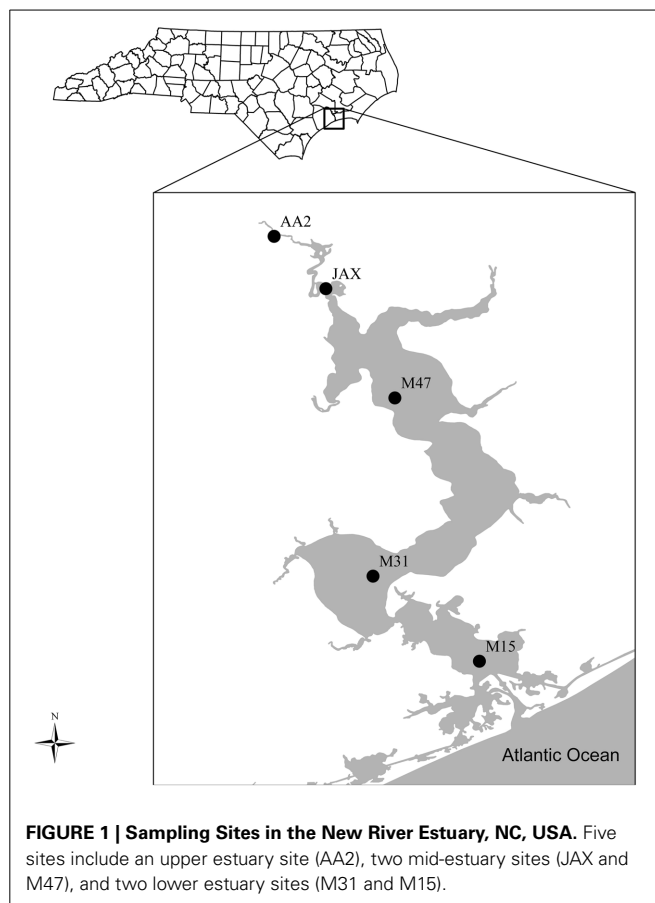 AA2
JAX
M47
M31
M15
N
Atlantic Ocean
FIGURE 1 | Sampling Sites in the New River Estuary, NC, USA. Five
sites include an upper estuary site (AA2), two mid-estuary sites (JAX and
M47), and two lower estuary sites (M31 and M15).